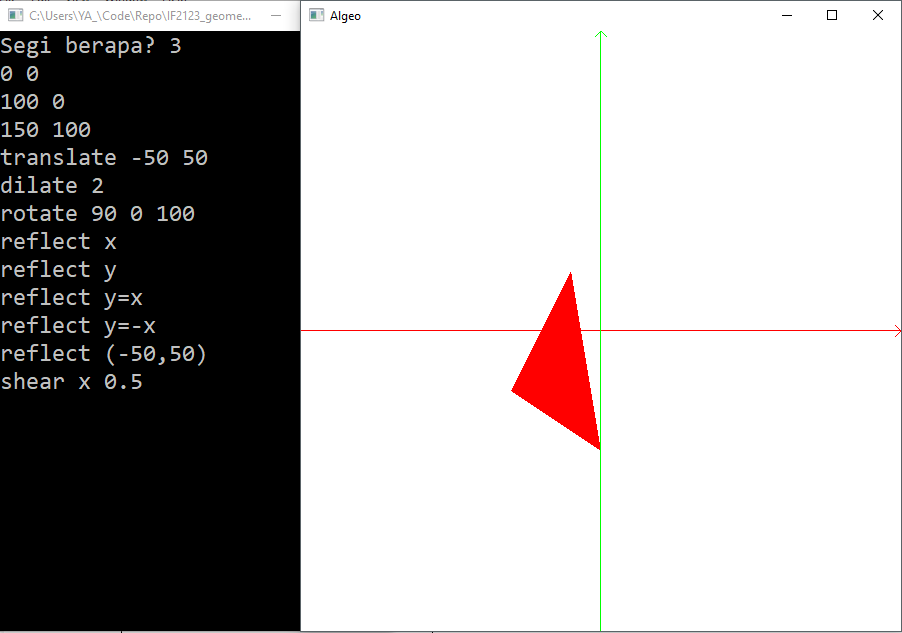 C:\Users\YA_\Code\Repo\IF2123_geome...
Algeo
Segi berapa? 3
0 0
100 0
150 100
translate -50 50
dilate 2
rotate 90 0 100
reflect x
reflect y
reflect y=x
reflect y=-x
reflect (-50,50)
shear x 0.5